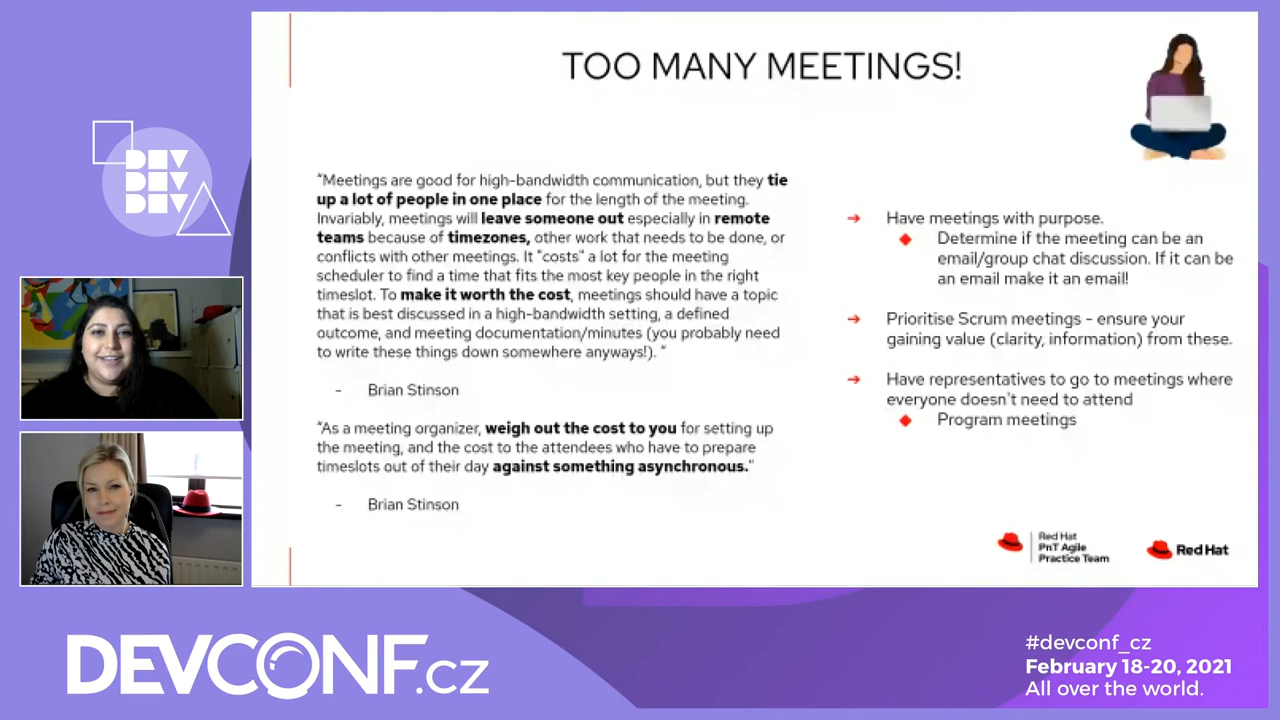 DEV
DEV
DEV
TOO MANY MEETINGS!
“Meetings are good for high-bandwidth communication, but they tie
up a lot of people in one place for the length of the meeting.
Invariably, meetings will leave someone out especially in remote
teams because of timezones, other work that needs to be done, or
conflicts with other meetings. It "costs" a lot for the meeting
scheduler to find a time that fits the most key people in the right
timeslot. To make it worth the cost, meetings should have a topic
that is best discussed in a high-bandwidth setting, a defined
outcome, and meeting documentation/minutes (you probably need
to write these things down somewhere anyways!). “
- Brian Stinson
“As a meeting organizer, weigh out the cost to you for setting up
the meeting, and the cost to the attendees who have to prepare
timeslots out of their day against something asynchronous."
- Brian Stinson
Have meetings with purpose.
Determine if the meeting can be an
email/group chat discussion. If it can be
an email make it an email!
Prioritise Scrum meetings - ensure your
gaining value (clarity, information) from these.
Have representatives to go to meetings where
everyone doesn't need to attend
Program meetings
Red Hat
PnT Agile
Practice Team
Red Hat
DEVCONF.cz
#devconf_cz
February 18-20, 2021
All over the world.